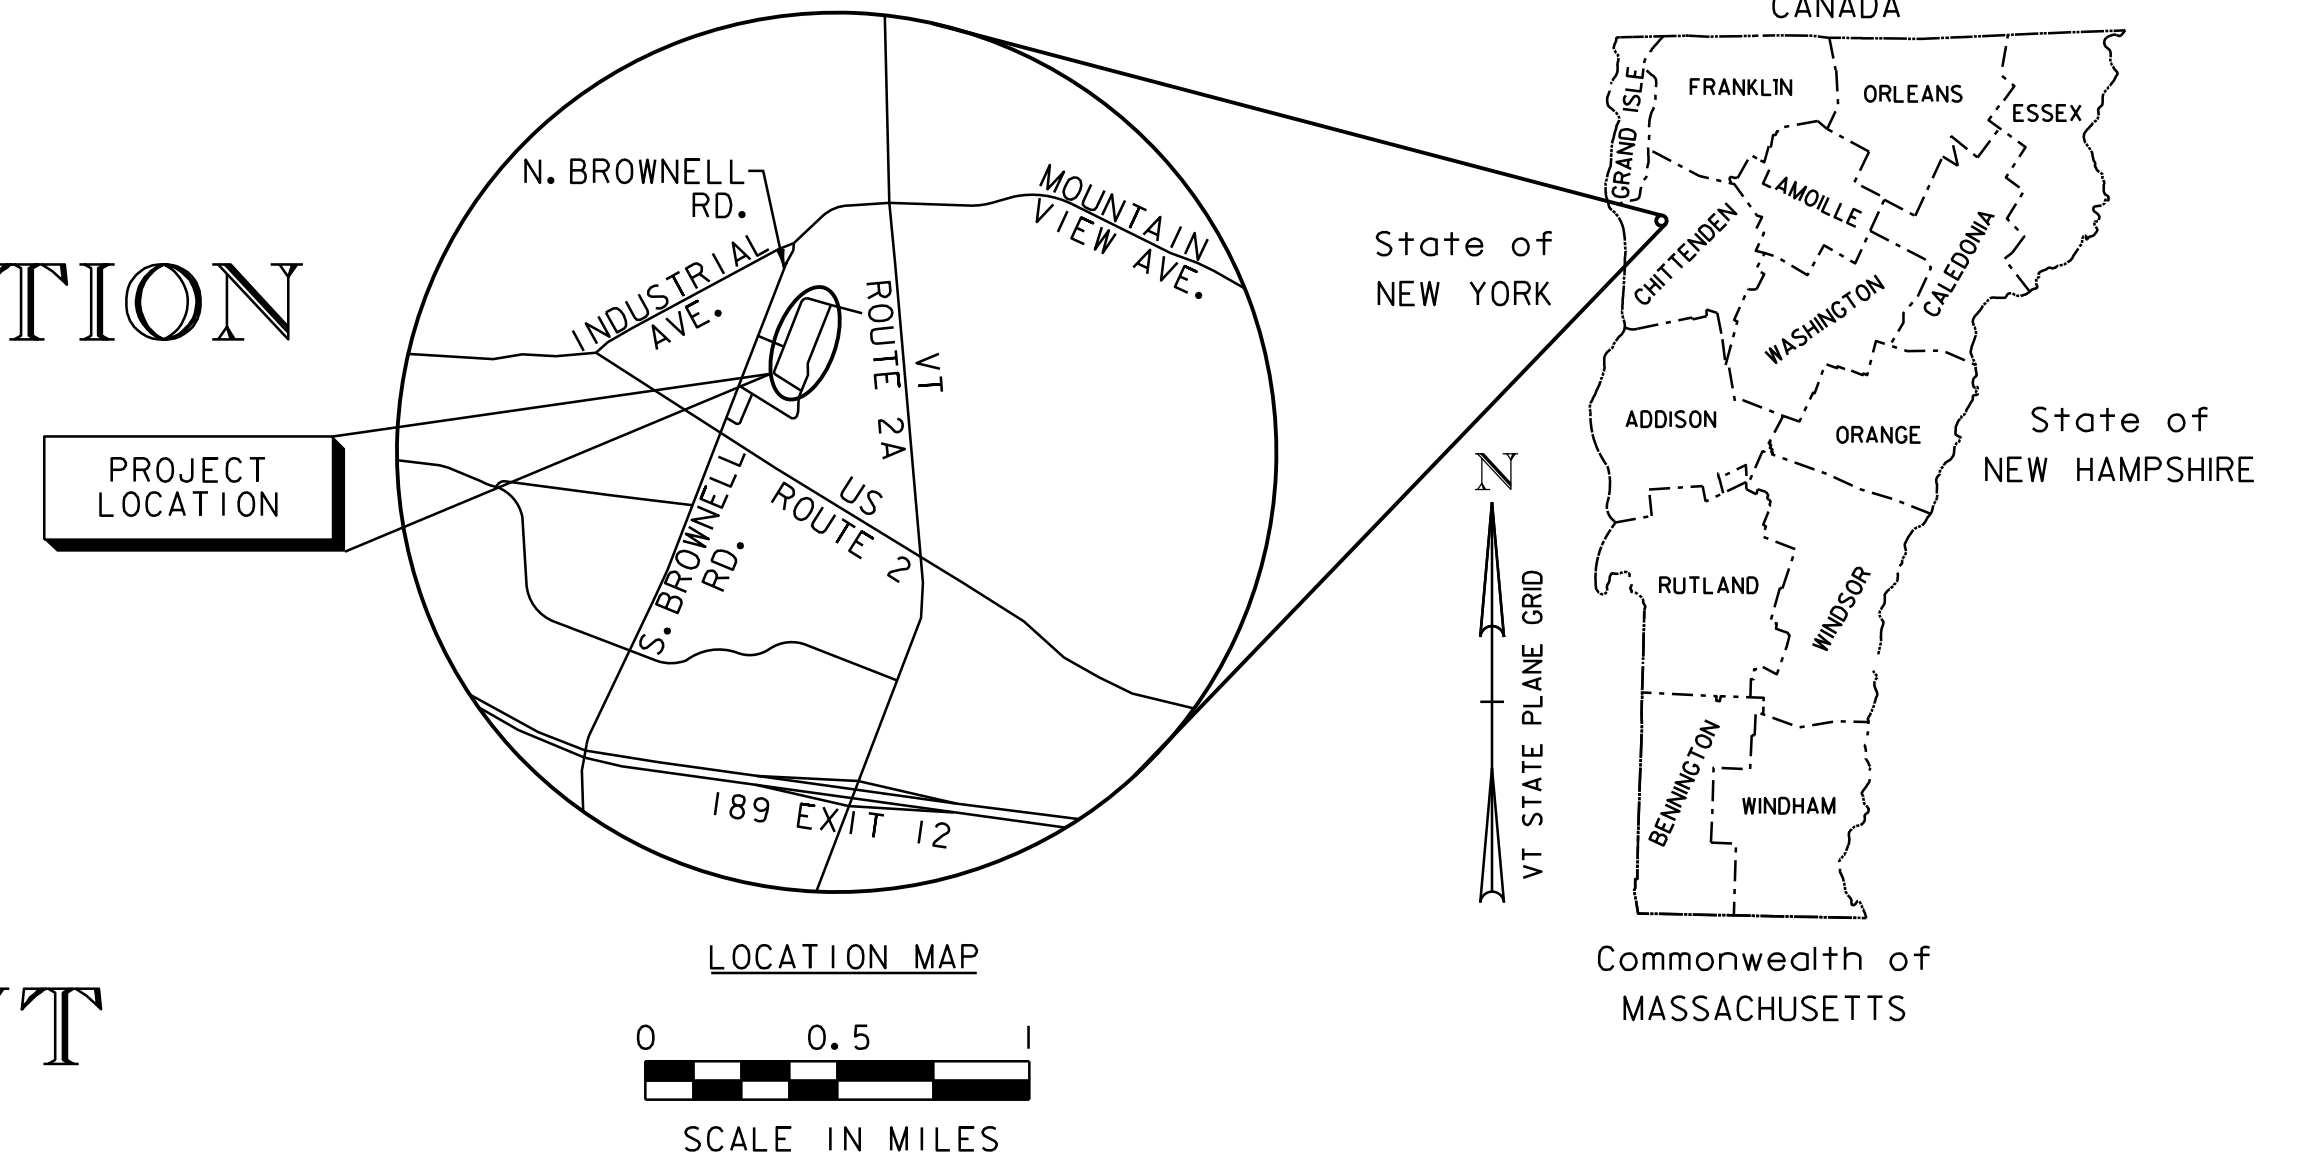 CANADA
GRAND ISLE
FRANKLIN
ORLEANS
ESSEX
VT
LAMOILLE
CHITTENDEN
CALEDONIA
WASHINGTON
ADDISON
ORANGE
RUTLAND
WINDSOR
BENNINGTON
WINDHAM
State of
NEW YORK
State of
NEW HAMPSHIRE
Commonwealth of
MASSACHUSETTS
N
VT STATE PLANE GRID
N. BROWNELL
RD.
MOUNTAIN
VIEW AVE.
INDUSTRIAL
AVE.
VT
ROUTE 2A
TION
PROJECT
LOCATION
US
ROUTE 2
S. BROWNELL
RD.
I89 EXIT 12
LOCATION MAP
0 0.5 1
SCALE IN MILES
T